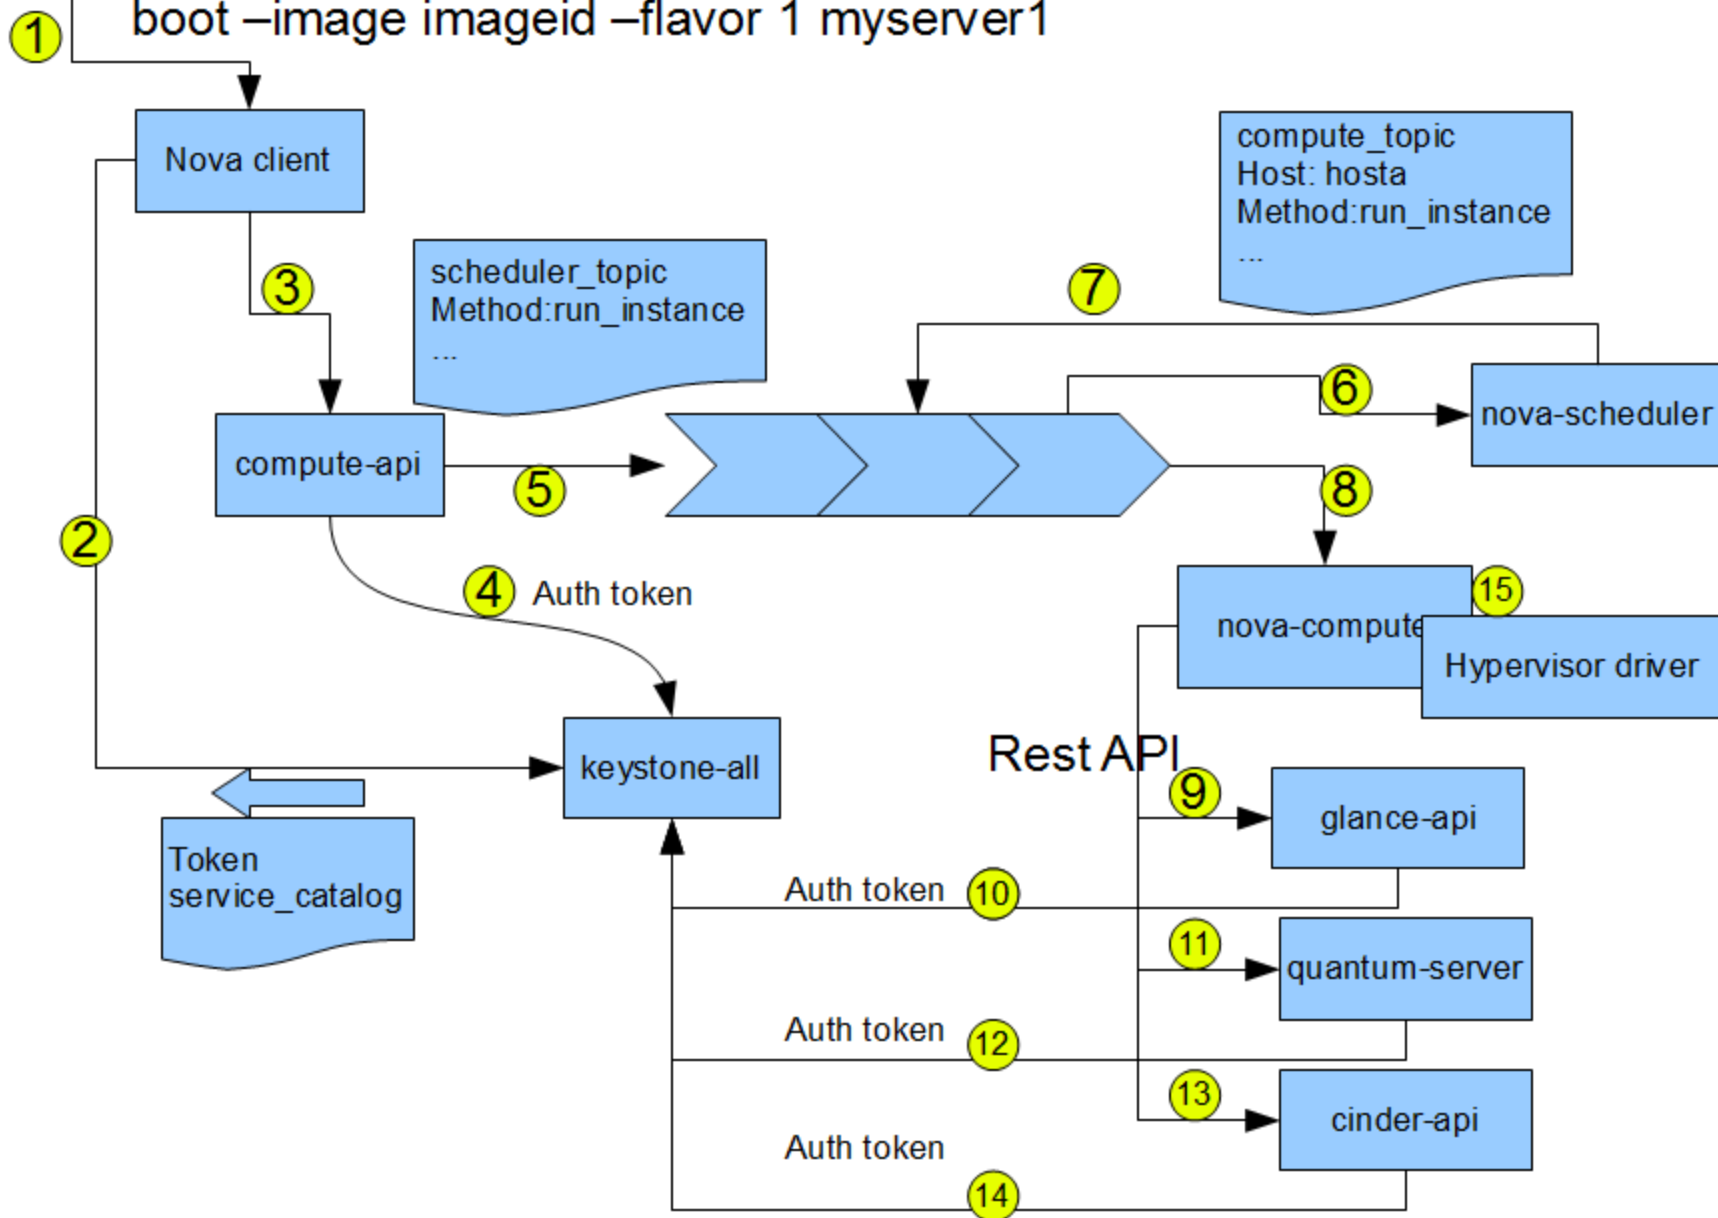 boot –image imageid –flavor 1 myserver1
1
Nova client
compute_topic
Host: hosta
Method:run_instance
...
scheduler_topic
Method:run_instance
...
3
7
6
nova-scheduler
compute-api
5
8
2
4 Auth token
15
nova-compute
Hypervisor driver
Rest API
keystone-all
9
glance-api
Token
service_catalog
Auth token 10
11
quantum-server
Auth token 12
13
cinder-api
Auth token
14